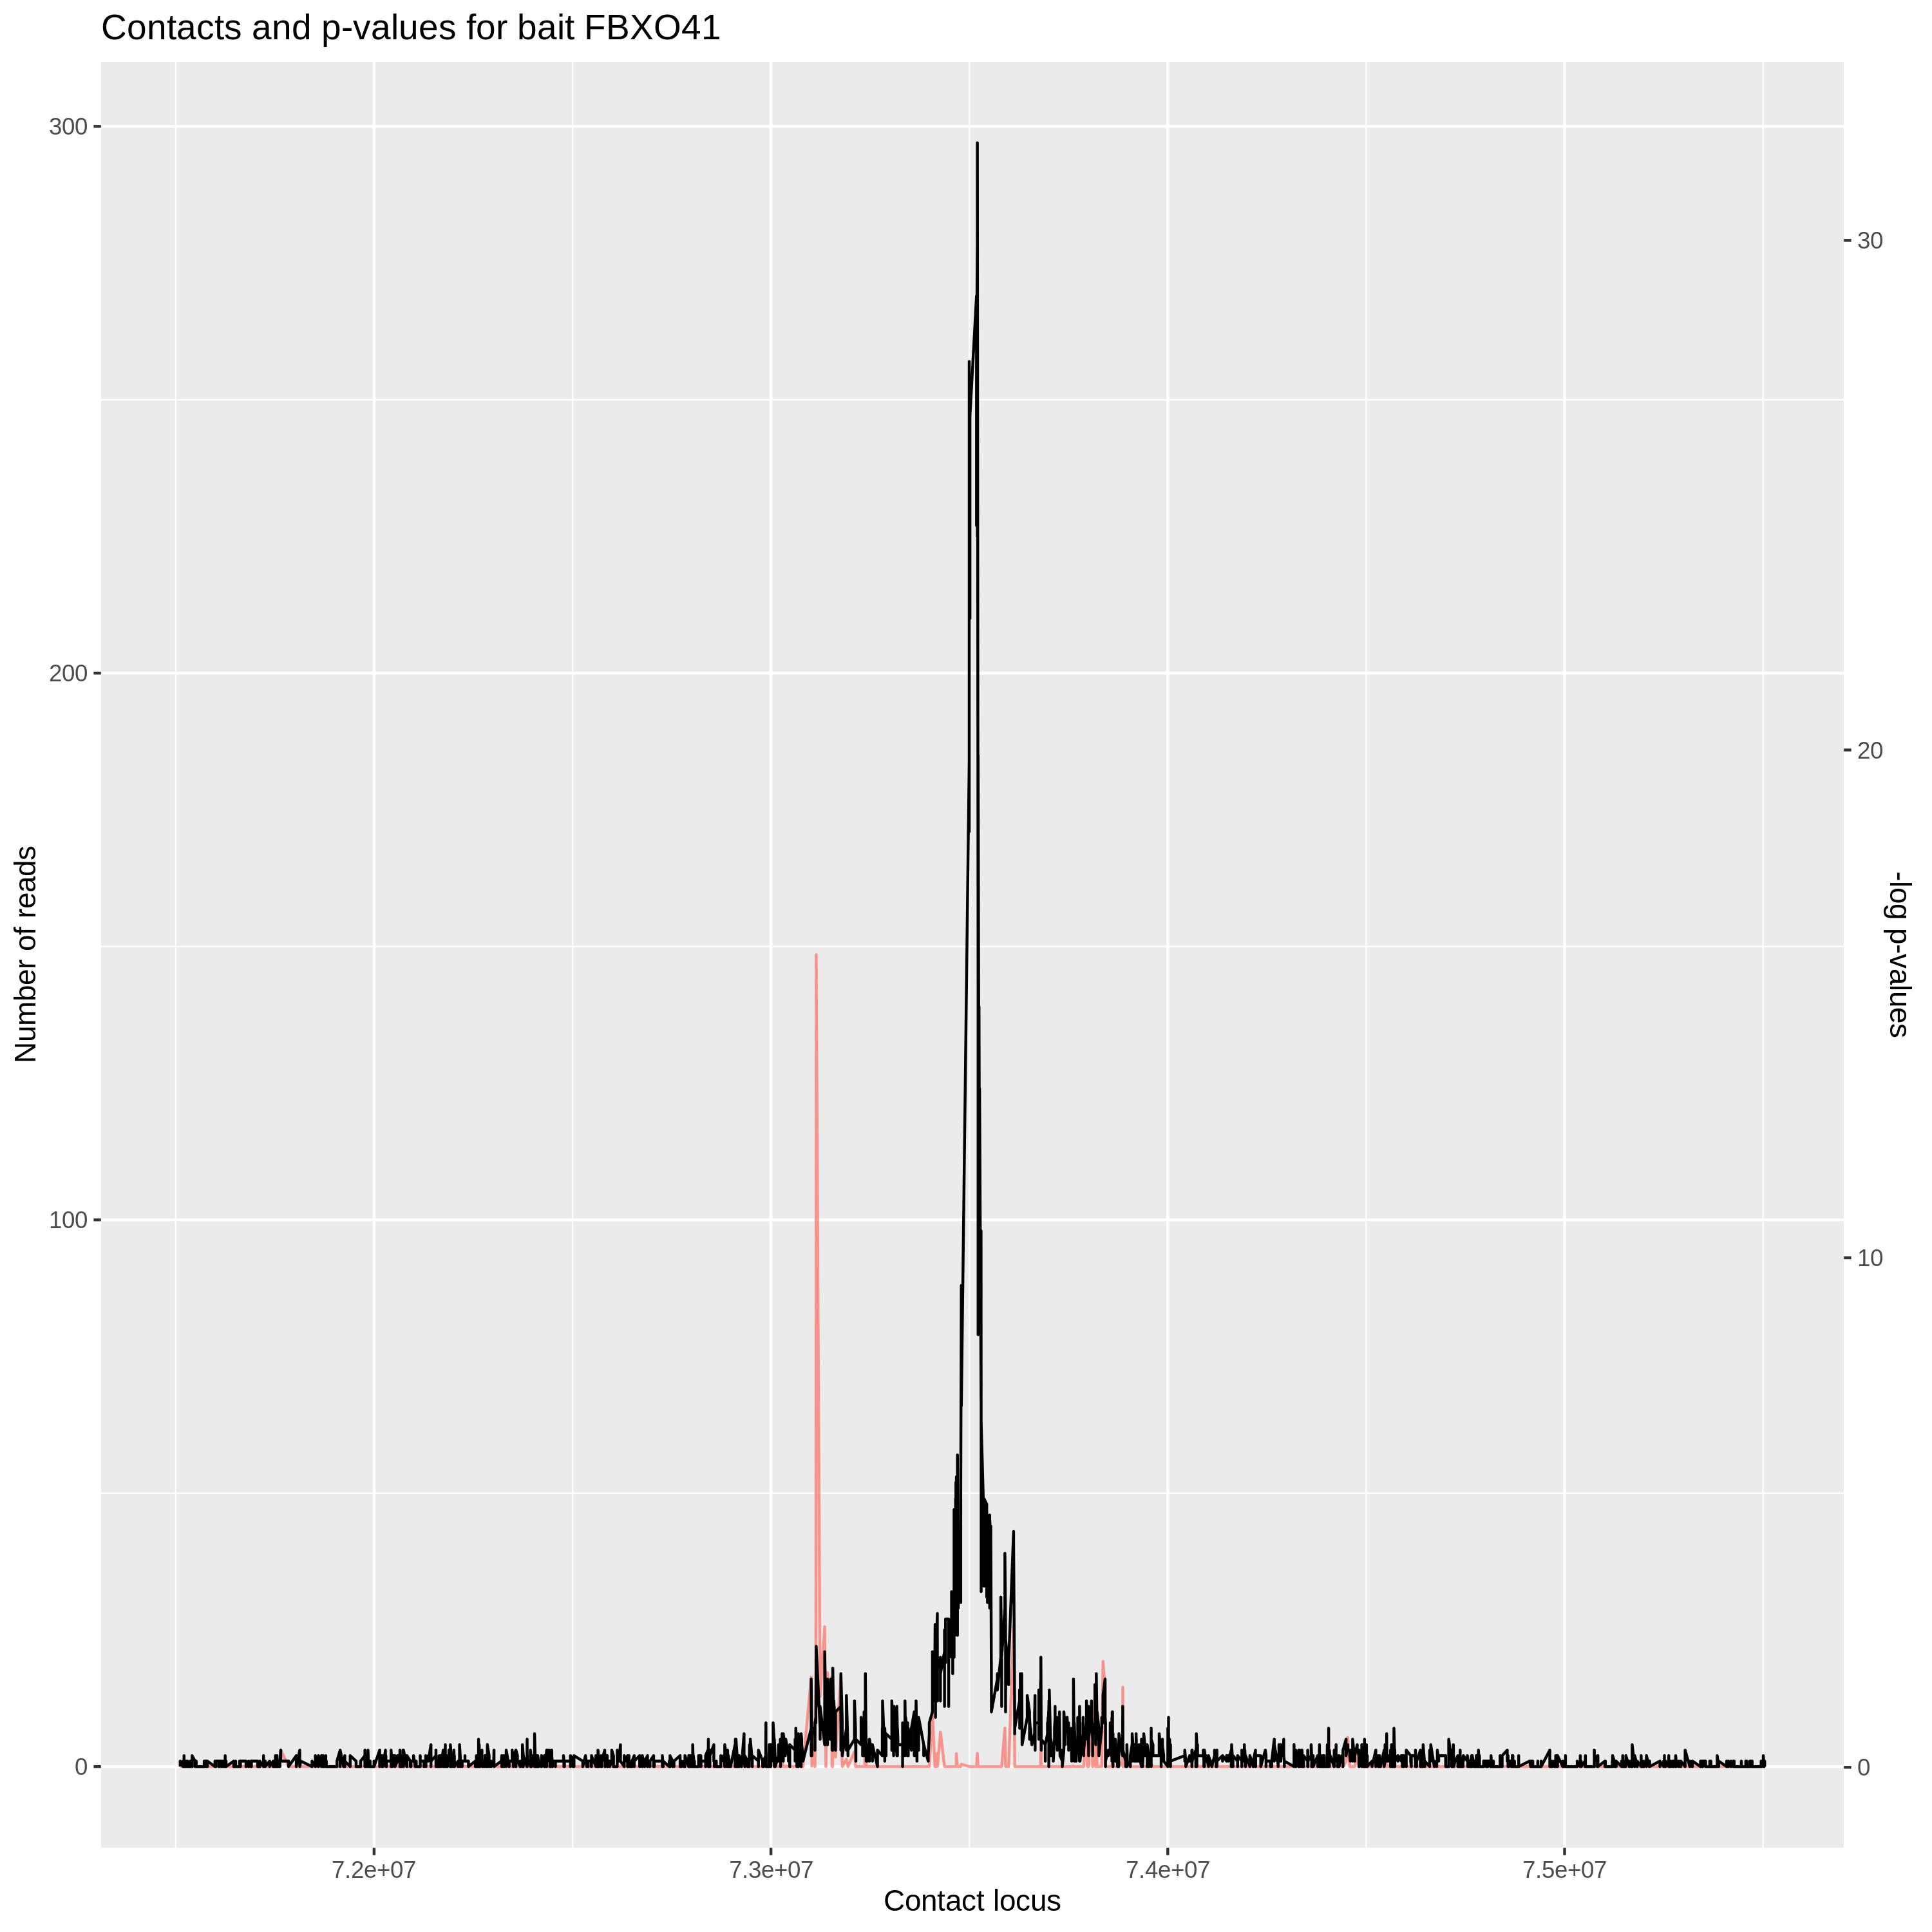 Contacts and p-values for bait FBXO41
300
200
100
0
Number of reads
30
20
10
0
-log p-values
7.2e+07
7.3e+07
7.4e+07
7.5e+07
Contact locus